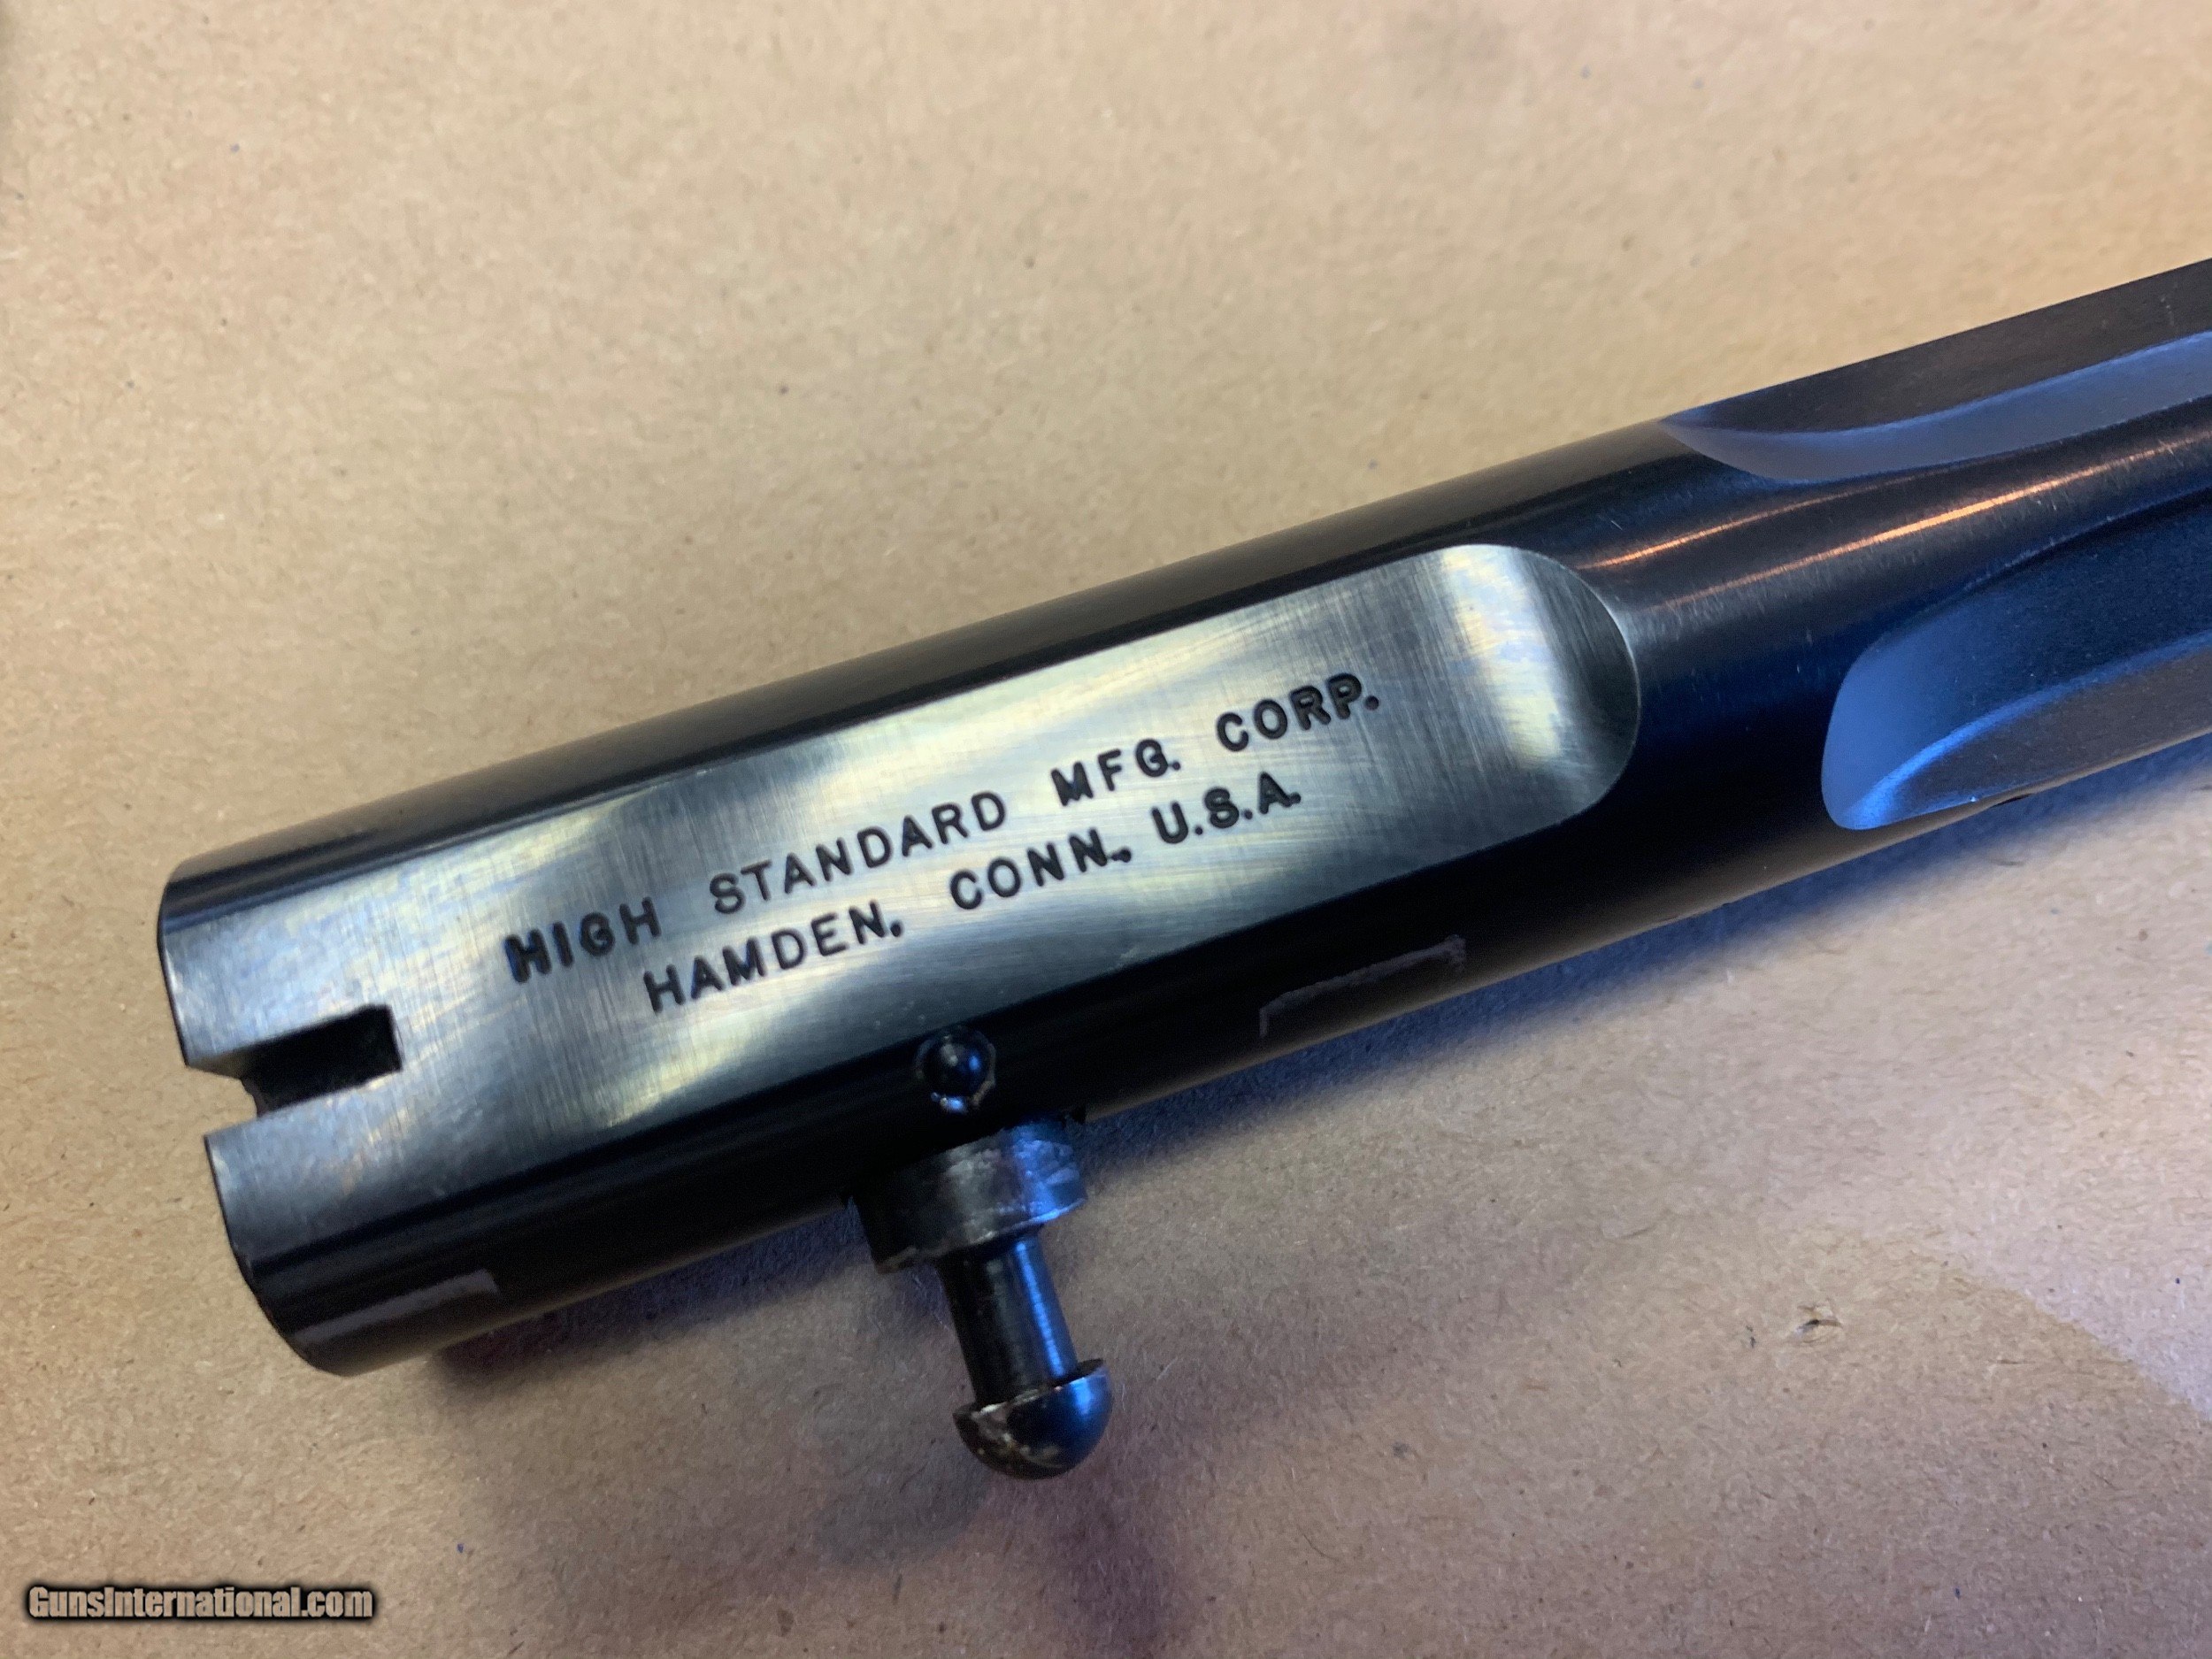 HIGH STANDARD MFG. CORP.
HAMDEN, CONN., U.S.A.
GunsInternational.com